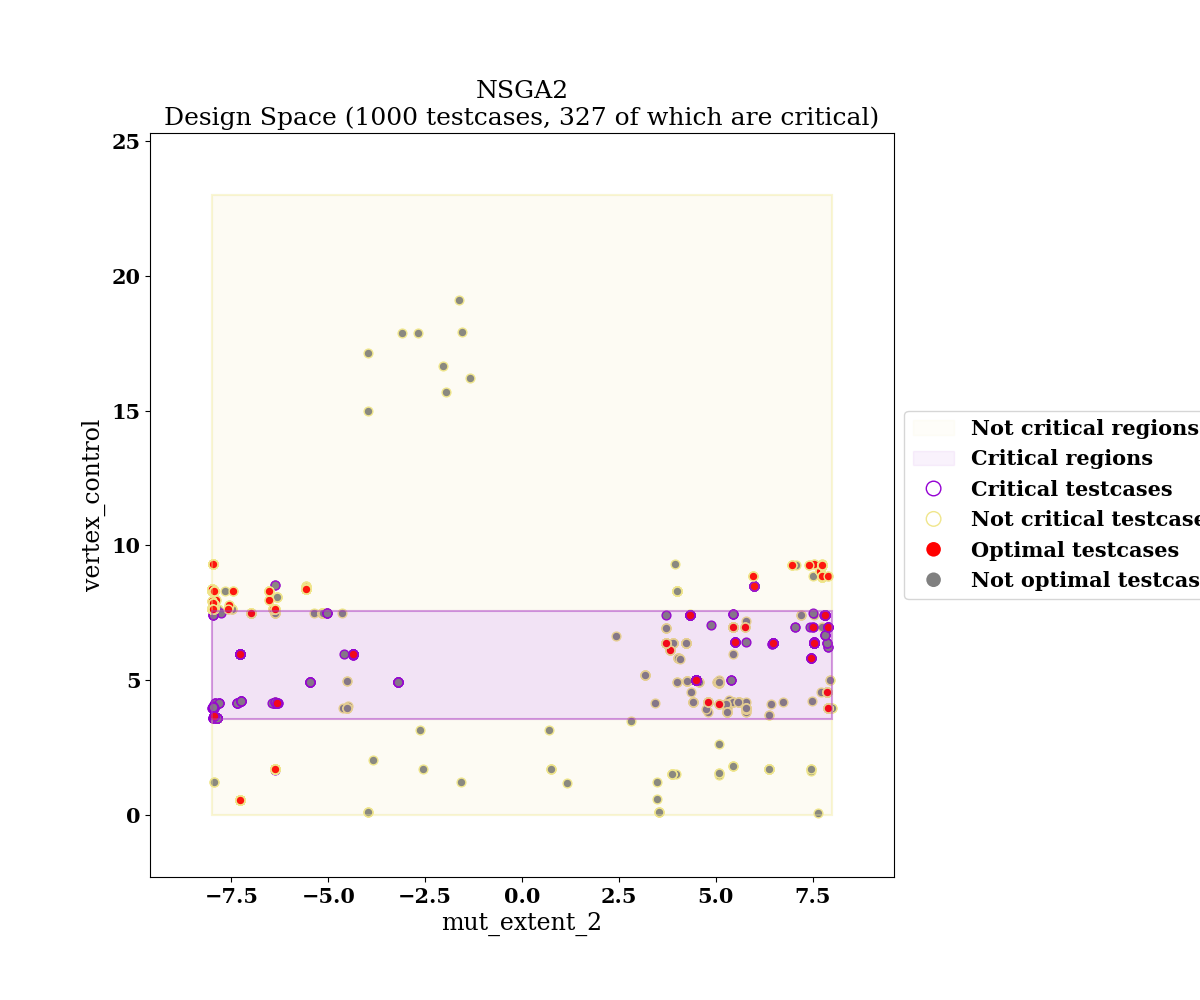 NSGA2
Design Space (1000 testcases, 327 of which are critical)
25
20
15
10
5
0
vertex_control
−7.5
−5.0
−2.5
0.0
2.5
5.0
7.5
mut_extent_2
Not critical regions
Critical regions
Critical testcases
Not critical testcase
Optimal testcases
Not optimal testcas